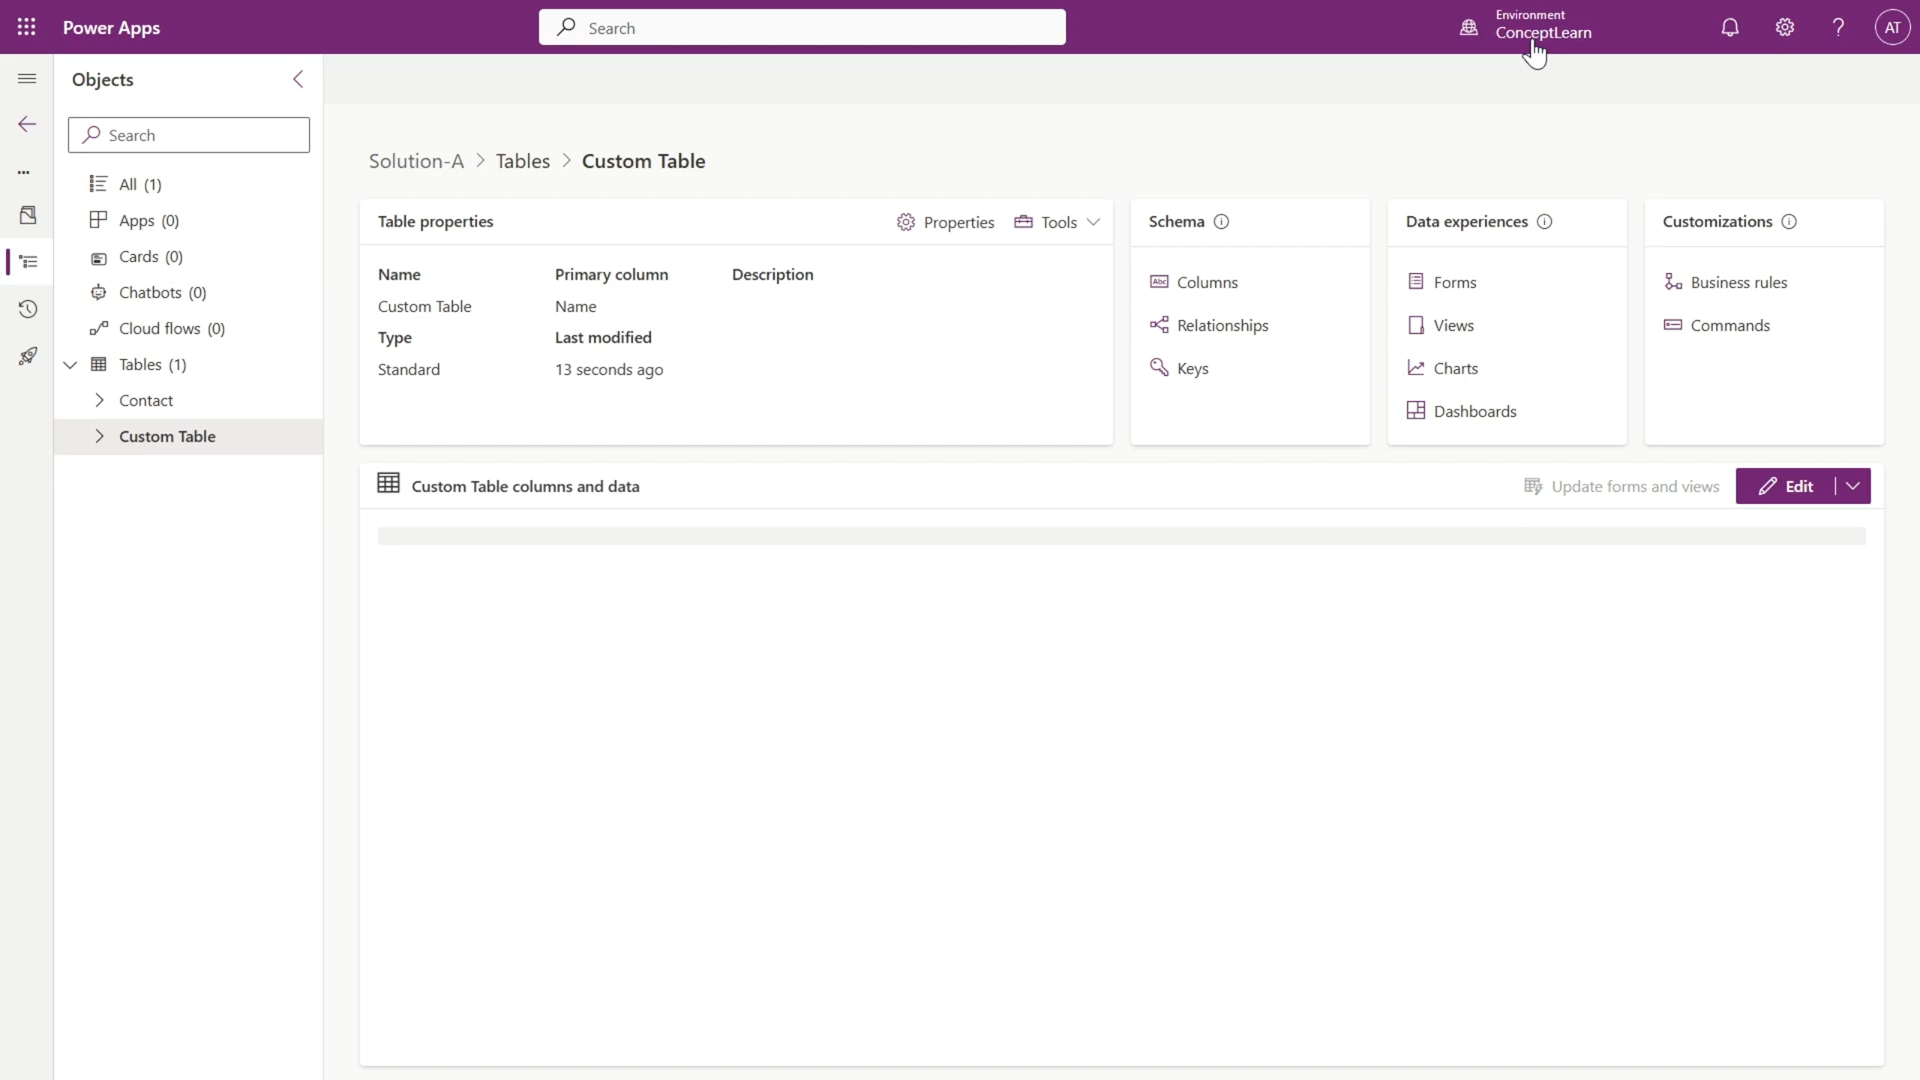 Power Apps
Search
Environment
ConceptLearn
AT
Objects
Search
All (1)
Apps (0)
Cards (0)
Chatbots (0)
Cloud flows (0)
Tables (1)
Contact
Custom Table
Solution-A > Tables > Custom Table
Table properties
Properties
Tools
Name
Primary column
Description
Custom Table
Name
Type
Last modified
Standard
13 seconds ago
Schema
Columns
Relationships
Keys
Data experiences
Forms
Views
Charts
Dashboards
Customizations
Business rules
Commands
Custom Table columns and data
Update forms and views
Edit